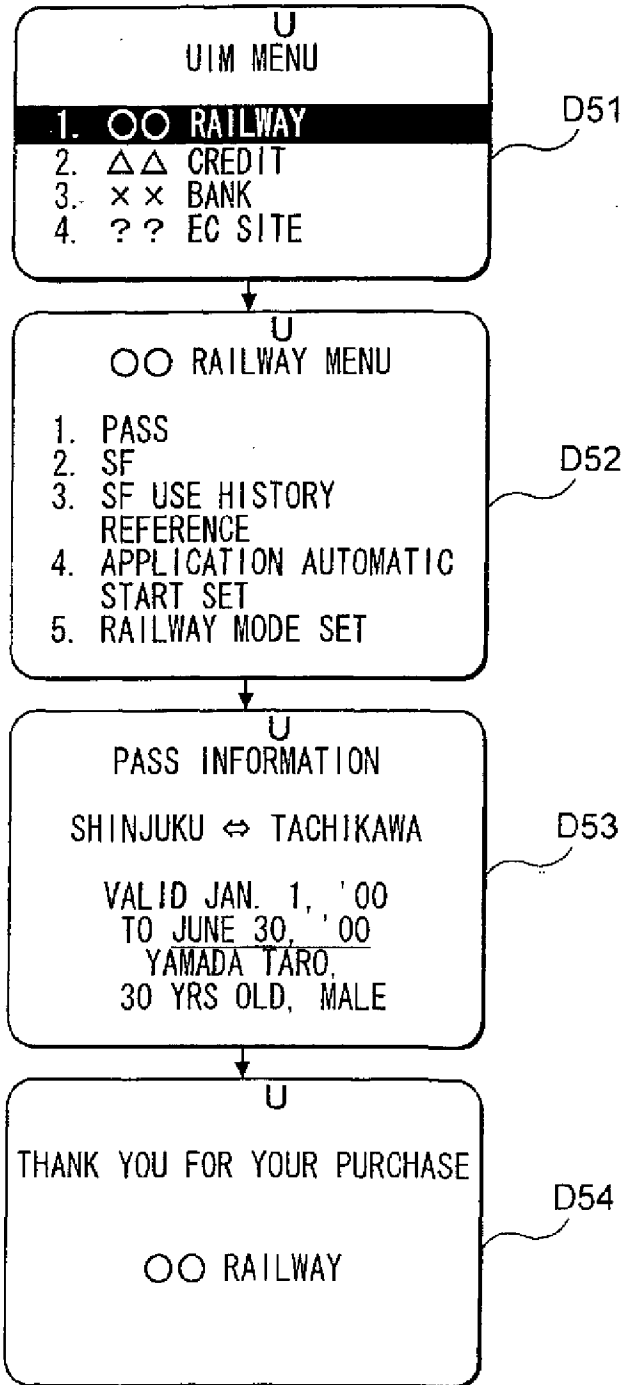 U
UIM MENU
1. ○○ RAILWAY
2. △△ CREDIT
3. ×× BANK
4. ?? EC SITE
D51
U
○○ RAILWAY MENU
1. PASS
2. SF
3. SF USE HISTORY
REFERENCE
4. APPLICATION AUTOMATIC
START SET
5. RAILWAY MODE SET
D52
U
PASS INFORMATION
SHINJUKU ⇔ TACHIKAWA
VALID JAN. 1, '00
TO JUNE 30, '00
YAMADA TARO,
30 YRS OLD, MALE
D53
U
THANK YOU FOR YOUR PURCHASE
○○ RAILWAY
D54